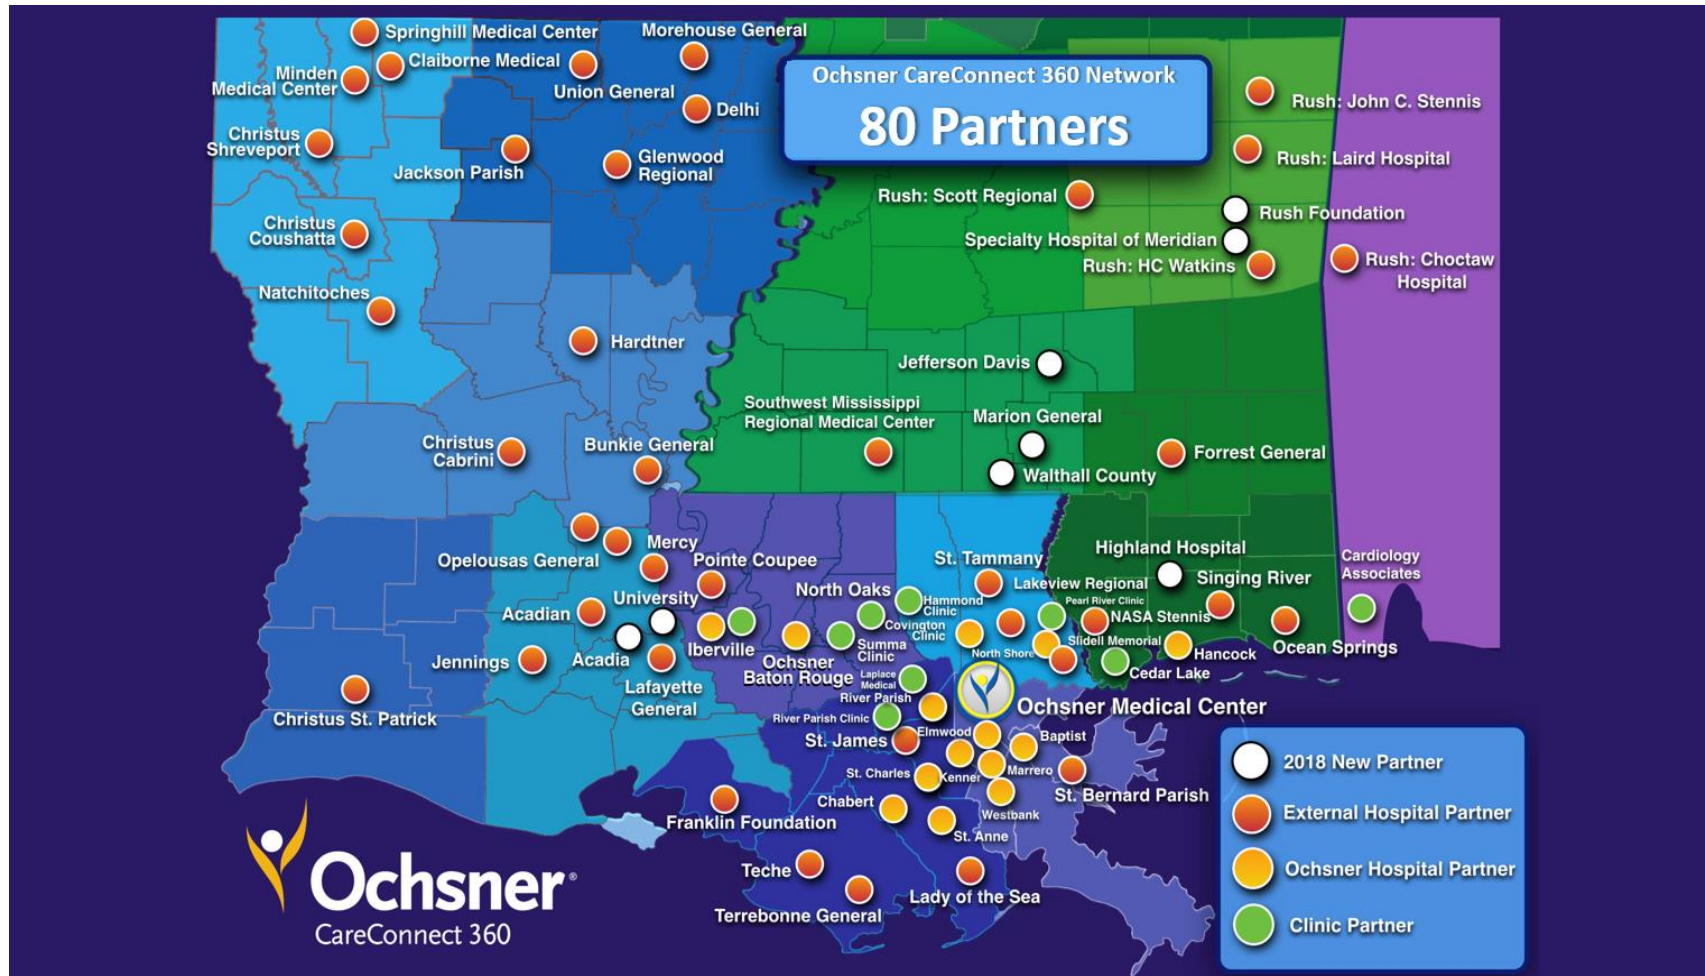 Springhill Medical Center
Morehouse General
Claiborne Medical
Minden
Medical Center
Union General
Delhi
Ochsner CareConnect 360 Network
80 Partners
Rush: John C. Stennis
Christus
Shreveport
Jackson Parish
Glenwood
Regional
Rush: Laird Hospital
Rush: Scott Regional
Rush Foundation
Christus
Coushatta
Specialty Hospital of Meridian
Rush: HC Watkins
Rush: Choctaw
Hospital
Natchitoches
Hardtner
Jefferson Davis
Southwest Mississippi
Regional Medical Center
Marion General
Christus
Cabrini
Bunkie General
Forrest General
Walthall County
Opelousas General
Mercy
Pointe Coupee
St. Tammany
Highland Hospital
Cardiology
Associates
Lakeview Regional
Singing River
North Oaks
Hammond
Clinic
Pearl River Clinic
NASA Stennis
University
Acadian
Covington
Clinic
Slidell Memorial
Iberville
Summa
Clinic
North Shore
Hancock
Ocean Springs
Jennings
Acadia
Ochsner
Baton Rouge
Laplace
Medical
Cedar Lake
Lafayette
General
River Parish
Ochsner Medical Center
Christus St. Patrick
River Parish Clinic
St. James
Elmwood
Baptist
St. Charles
Kenner
Marrero
St. Bernard Parish
Chabert
Westbank
Franklin Foundation
St. Anne
Teche
Lady of the Sea
Terrebonne General
2018 New Partner
External Hospital Partner
Ochsner Hospital Partner
Clinic Partner
Ochsner®
CareConnect 360